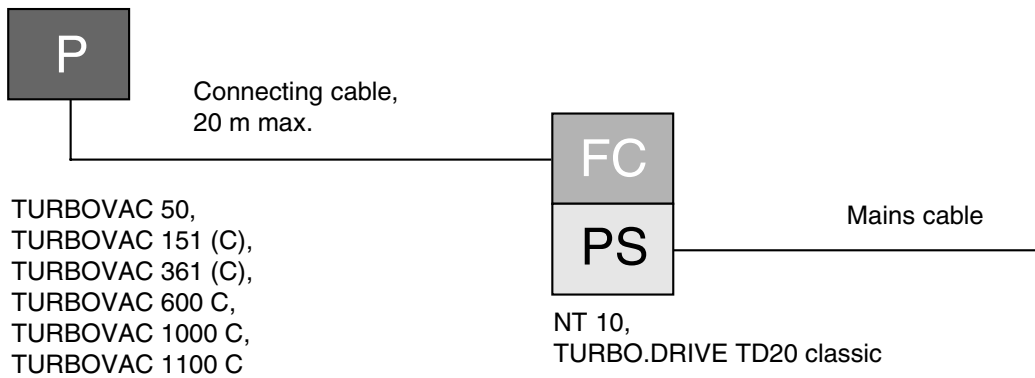 P
Connecting cable,
20 m max.
FC
PS
Mains cable
TURBOVAC 50,
TURBOVAC 151 (C),
TURBOVAC 361 (C),
TURBOVAC 600 C,
TURBOVAC 1000 C,
TURBOVAC 1100 C
NT 10,
TURBO.DRIVE TD20 classic